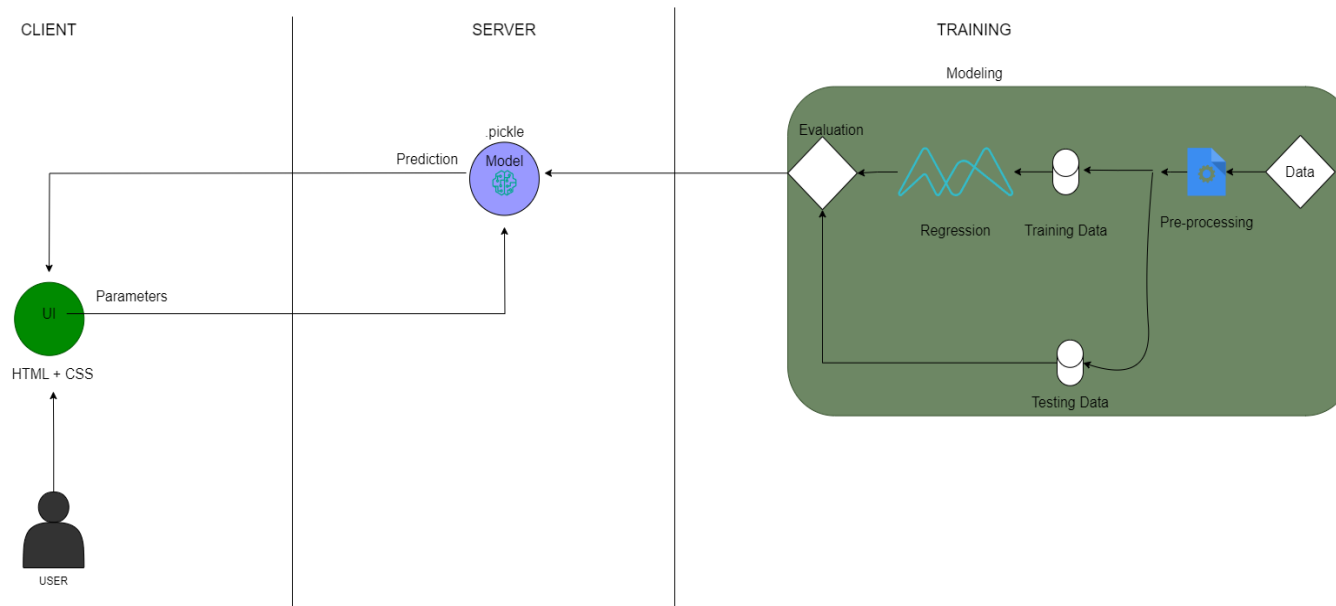 CLIENT
SERVER
TRAINING
Modeling
.pickle
Evaluation
Prediction
Model
Data
Regression
Training Data
Pre-processing
Parameters
UI
HTML + CSS
Testing Data
USER